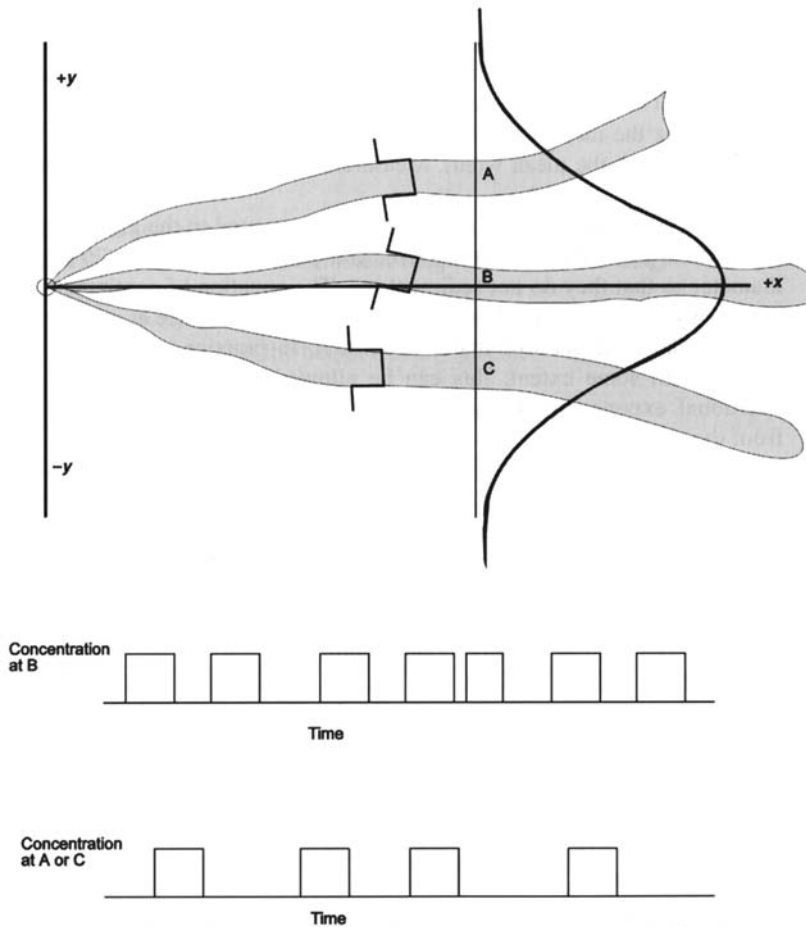 +y
A
B
+x
C
-y
Concentration
at B
Time
Concentration
at A or C
Time